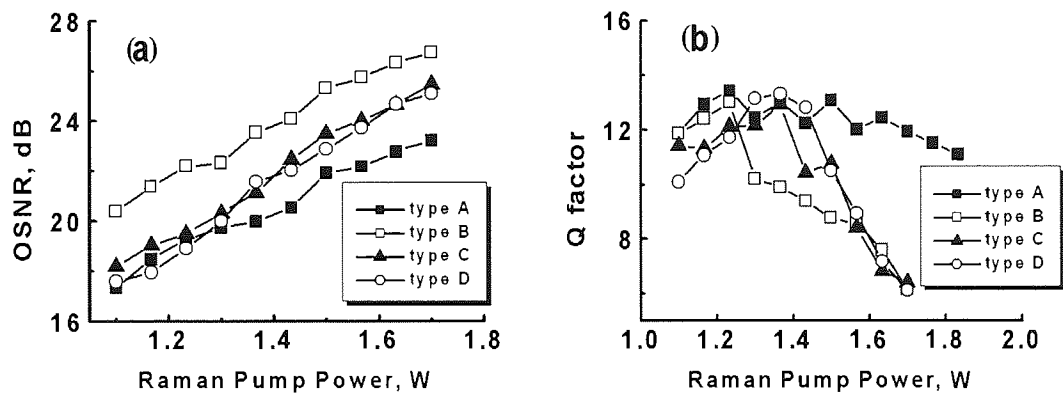 (a)
OSNR, dB
28
24
20
16
1.2
1.4
1.6
1.8
Raman Pump Power, W
type A
type B
type C
type D
(b)
Q factor
16
12
8
1.0
1.2
1.4
1.6
1.8
2.0
Raman Pump Power, W
type A
type B
type C
type D